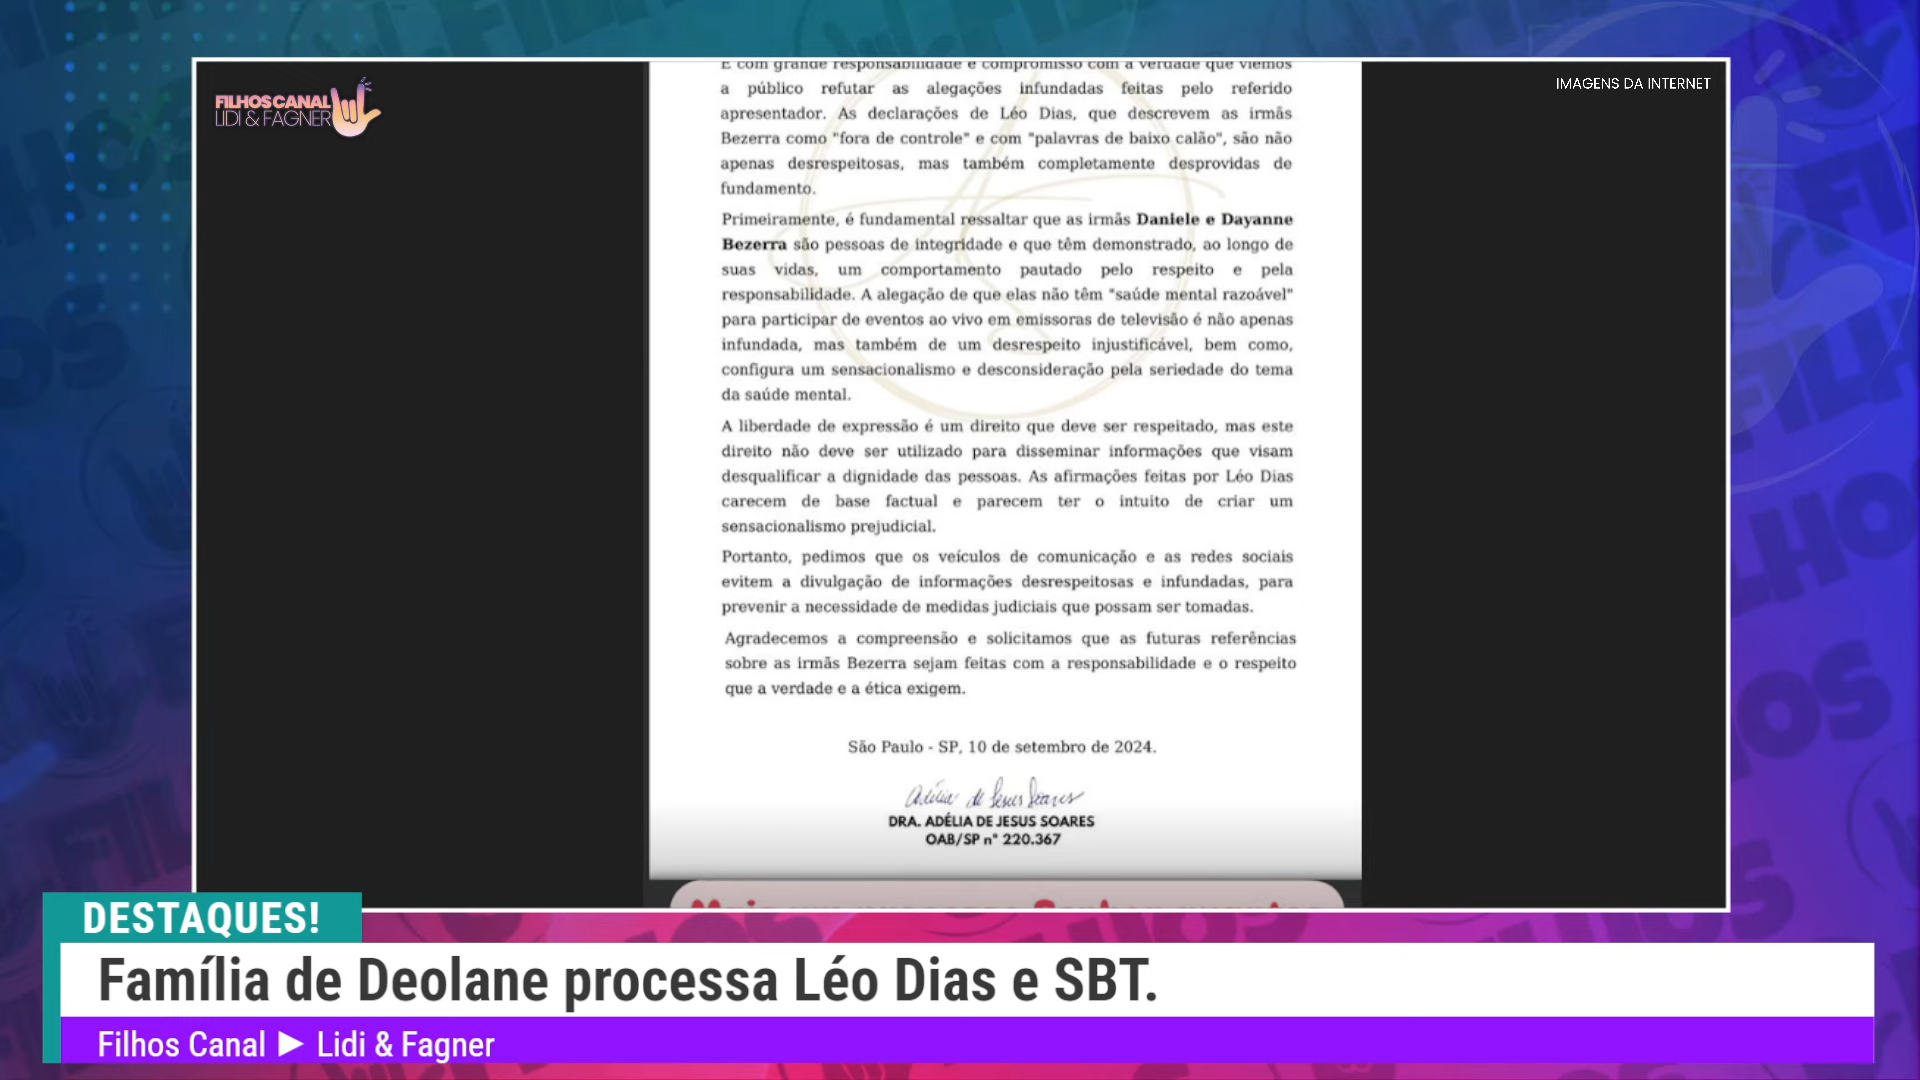 FILHOS CANAL
LIDI & FAGNER
IMAGENS DA INTERNET
É com grande responsabilidade e compromisso com a verdade que viemos
a público refutar as alegações infundadas feitas pelo referido
apresentador. As declarações de Léo Dias, que descrevem as irmãs
Bezerra como "fora de controle" e com "palavras de baixo calão", são não
apenas desrespeitosas, mas também completamente desprovidas de
fundamento.
Primeiramente, é fundamental ressaltar que as irmãs Daniele e Dayanne
Bezerra são pessoas de integridade e que têm demonstrado, ao longo de
suas vidas, um comportamento pautado pelo respeito e pela
responsabilidade. A alegação de que elas não têm "saúde mental razoável"
para participar de eventos ao vivo em emissoras de televisão é não apenas
infundada, mas também de um desrespeito injustificável, bem como,
configura um sensacionalismo e desconsideração pela seriedade do tema
da saúde mental.
A liberdade de expressão é um direito que deve ser respeitado, mas este
direito não deve ser utilizado para disseminar informações que visam
desqualificar a dignidade das pessoas. As afirmações feitas por Léo Dias
carecem de base factual e parecem ter o intuito de criar um
sensacionalismo prejudicial.
Portanto, pedimos que os veículos de comunicação e as redes sociais
evitem a divulgação de informações desrespeitosas e infundadas, para
prevenir a necessidade de medidas judiciais que possam ser tomadas.
Agradecemos a compreensão e solicitamos que as futuras referências
sobre as irmãs Bezerra sejam feitas com a responsabilidade e o respeito
que a verdade e a ética exigem.
São Paulo - SP, 10 de setembro de 2024.
Adélia de Jesus Soares
DRA. ADÉLIA DE JESUS SOARES
OAB/SP n° 220.367
DESTAQUES!
Família de Deolane processa Léo Dias e SBT.
Filhos Canal ► Lidi & Fagner